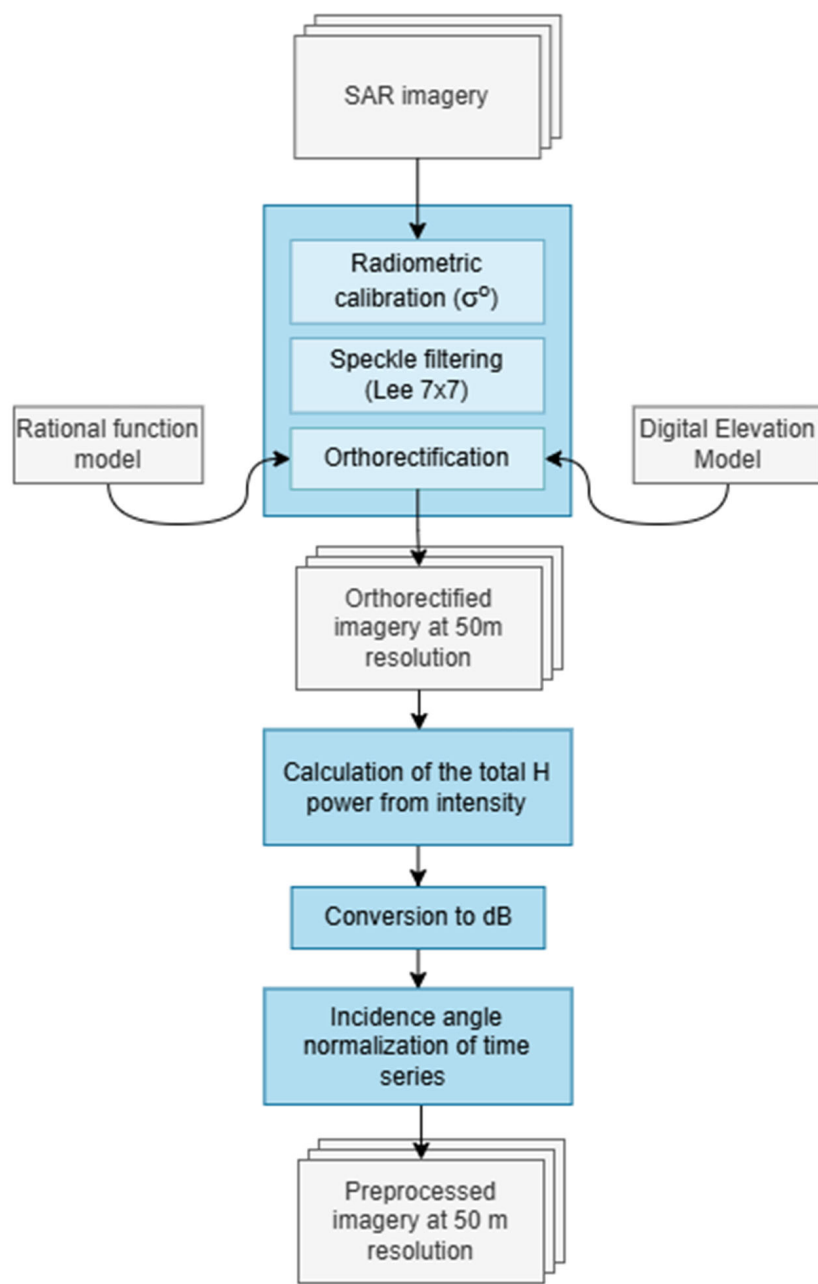 SAR imagery
Radiometric
calibration (σº)
Speckle filtering
(Lee 7x7)
Rational function
model
Orthorectification
Digital Elevation
Model
Orthorectified
imagery at 50m
resolution
Calculation of the total H
power from intensity
Conversion to dB
Incidence angle
normalization of time
series
Preprocessed
imagery at 50 m
resolution